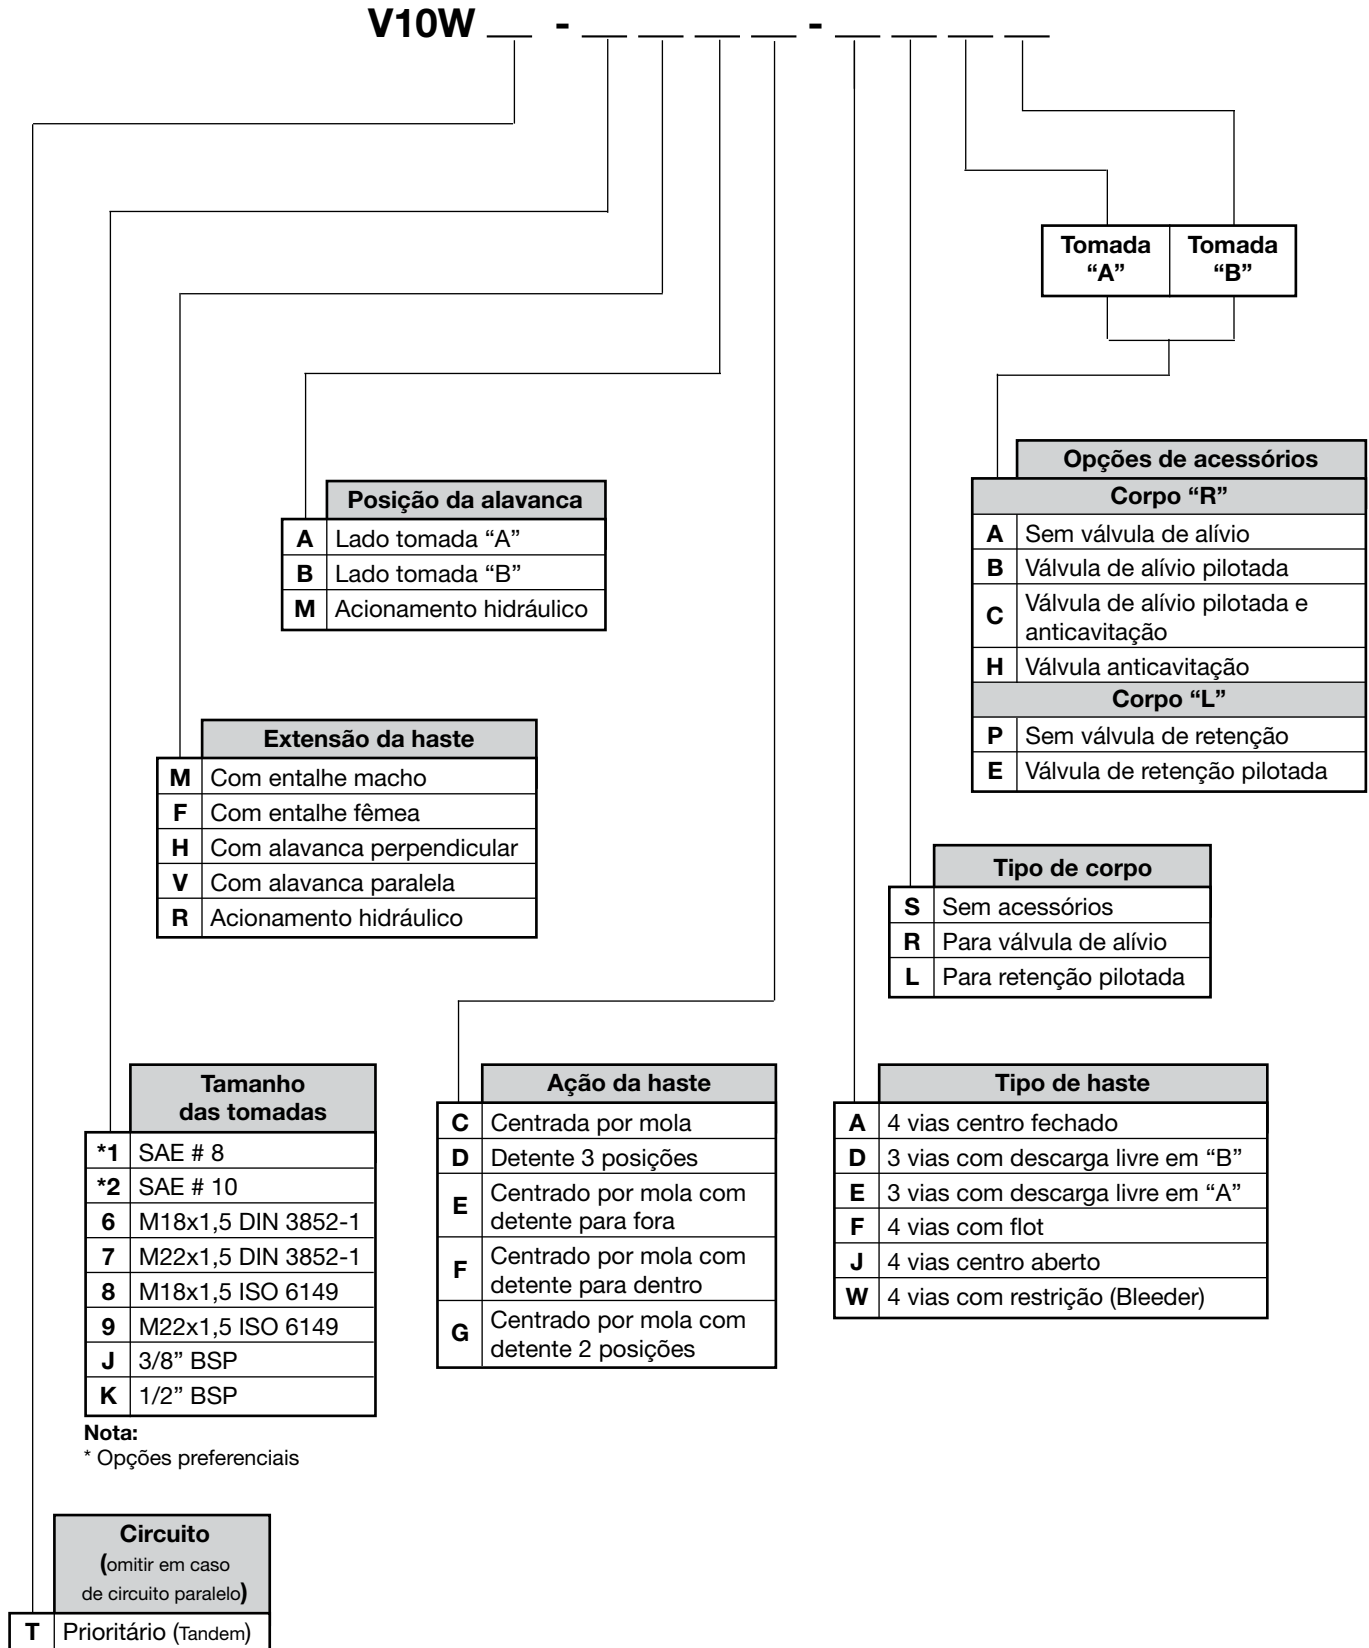 V10W __ - __ __ __ __ - __ __ __ __
Tomada
“A”
Tomada
“B”
Opções de acessórios
Corpo “R”
A Sem válvula de alívio
B Válvula de alívio pilotada
C Válvula de alívio pilotada e
anticavitação
H Válvula anticavitação
Corpo “L”
P Sem válvula de retenção
E Válvula de retenção pilotada
Posição da alavanca
A Lado tomada “A”
B Lado tomada “B”
M Acionamento hidráulico
Extensão da haste
M Com entalhe macho
F Com entalhe fêmea
H Com alavanca perpendicular
V Com alavanca paralela
R Acionamento hidráulico
Tipo de corpo
S Sem acessórios
R Para válvula de alívio
L Para retenção pilotada
Tamanho
das tomadas
*1 SAE # 8
*2 SAE # 10
6 M18x1,5 DIN 3852-1
7 M22x1,5 DIN 3852-1
8 M18x1,5 ISO 6149
9 M22x1,5 ISO 6149
J 3/8” BSP
K 1/2” BSP
Nota:
* Opções preferenciais
Ação da haste
C Centrada por mola
D Detente 3 posições
E Centrado por mola com
detente para fora
F Centrado por mola com
detente para dentro
G Centrado por mola com
detente 2 posições
Tipo de haste
A 4 vias centro fechado
D 3 vias com descarga livre em “B”
E 3 vias com descarga livre em “A”
F 4 vias com flot
J 4 vias centro aberto
W 4 vias com restrição (Bleeder)
Circuito
(omitir em caso
de circuito paralelo)
T Prioritário (Tandem)